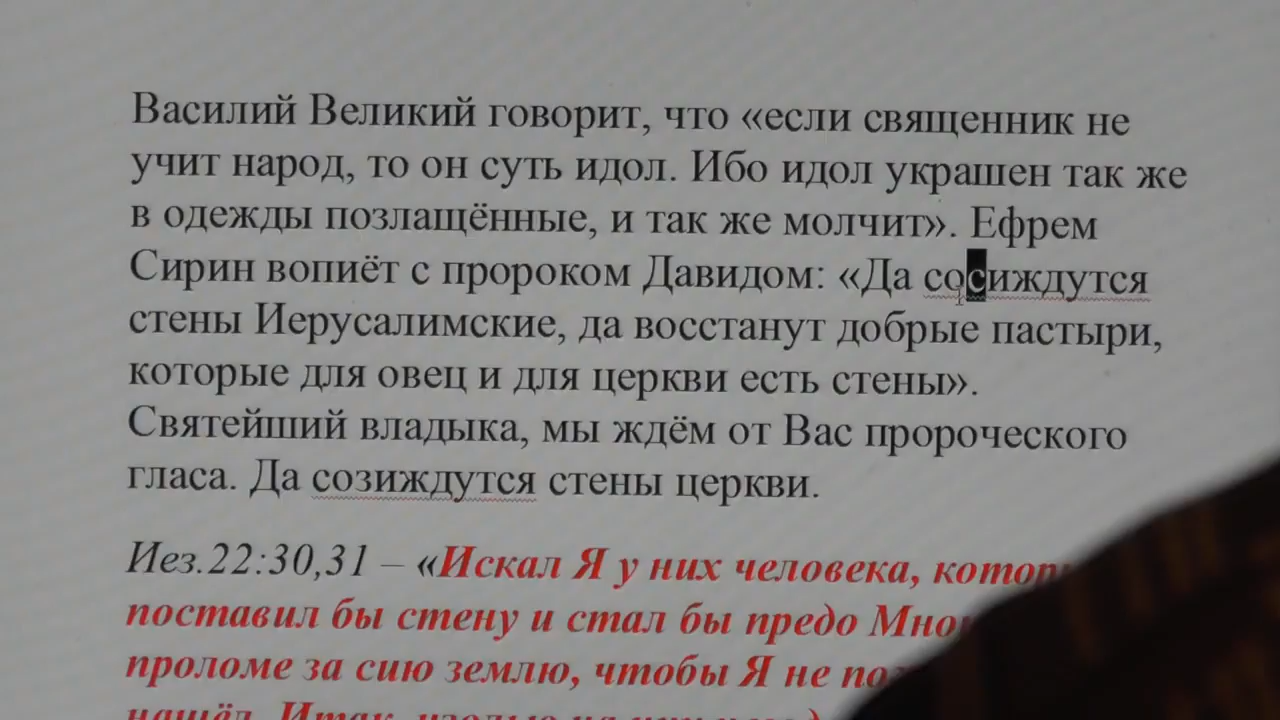 Василий Великий говорит, что «если священник не
учит народ, то он суть идол. Ибо идол украшен так же
в одежды позлащённые, и так же молчит». Ефрем
Сирин вопиёт с пророком Давидом: «Да сосиждутся
стены Иерусалимские, да восстанут добрые пастыри,
которые для овец и для церкви есть стены».
Святейший владыка, мы ждём от Вас пророческого
гласа. Да созиждутся стены церкви.
Иез.22:30,31 – «Искал Я у них человека,
поставил бы стену и стал бы предо
проломе за сию землю, чтобы Я не